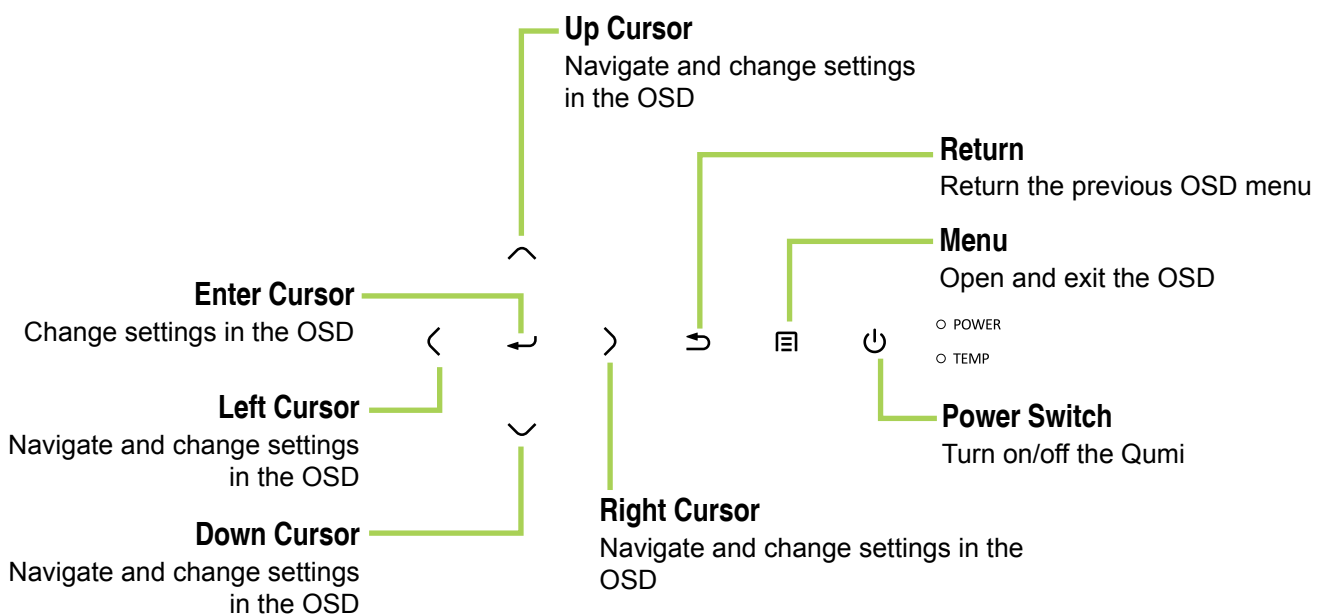 Up Cursor
Navigate and change settings
in the OSD
Return
Return the previous OSD menu
Menu
Open and exit the OSD
Enter Cursor
Change settings in the OSD
POWER
TEMP
Left Cursor
Navigate and change settings
in the OSD
Power Switch
Turn on/off the Qumi
Right Cursor
Navigate and change settings in the
OSD
Down Cursor
Navigate and change settings
in the OSD